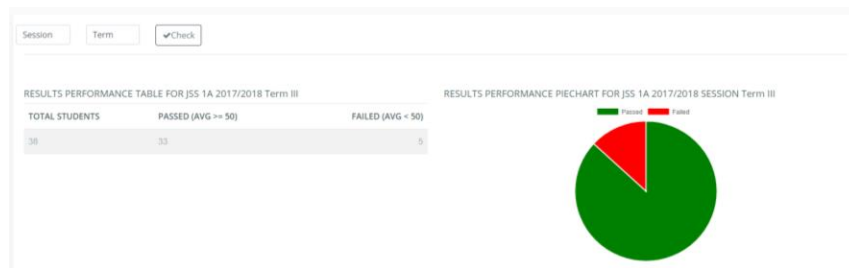 Session Term ✔Check
RESULTS PERFORMANCE TABLE FOR JSS 1A 2017/2018 Term III
TOTAL STUDENTS PASSED (AVG >= 50) FAILED (AVG < 50)
38 33 5
RESULTS PERFORMANCE PIECHART FOR JSS 1A 2017/2018 SESSION Term III
Passed Failed